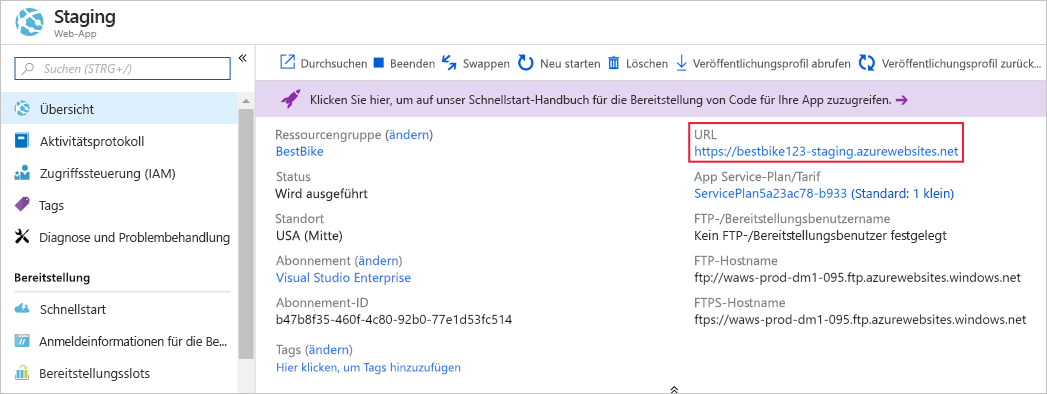 Staging
Web-App
«
Suchen (STRG+/)
Übersicht
Aktivitätsprotokoll
Zugriffssteuerung (IAM)
Tags
Diagnose und Problembehandlung
Bereitstellung
Schnellstart
Anmeldeinformationen für die Be...
Bereitstellungsslots
Durchsuchen Beenden Swappen Neu starten Löschen Veröffentlichungsprofil abrufen Veröffentlichungsprofil zurück...
Klicken Sie hier, um auf unser Schnellstart-Handbuch für die Bereitstellung von Code für Ihre App zuzugreifen. →
Ressourcengruppe (ändern)
BestBike
Status
Wird ausgeführt
Standort
USA (Mitte)
Abonnement (ändern)
Visual Studio Enterprise
Abonnement-ID
b47b8f35-460f-4c80-92b0-77e1d53fc514
Tags (ändern)
Hier klicken, um Tags hinzuzufügen
URL
https://bestbike123-staging.azurewebsites.net
App Service-Plan/Tarif
ServicePlan5a23ac78-b933 (Standard: 1 klein)
FTP-/Bereitstellungsbenutzername
Kein FTP-/Bereitstellungsbenutzer festgelegt
FTP-Hostname
ftp://waws-prod-dm1-095.ftp.azurewebsites.windows.net
FTPS-Hostname
ftps://waws-prod-dm1-095.ftp.azurewebsites.windows.net